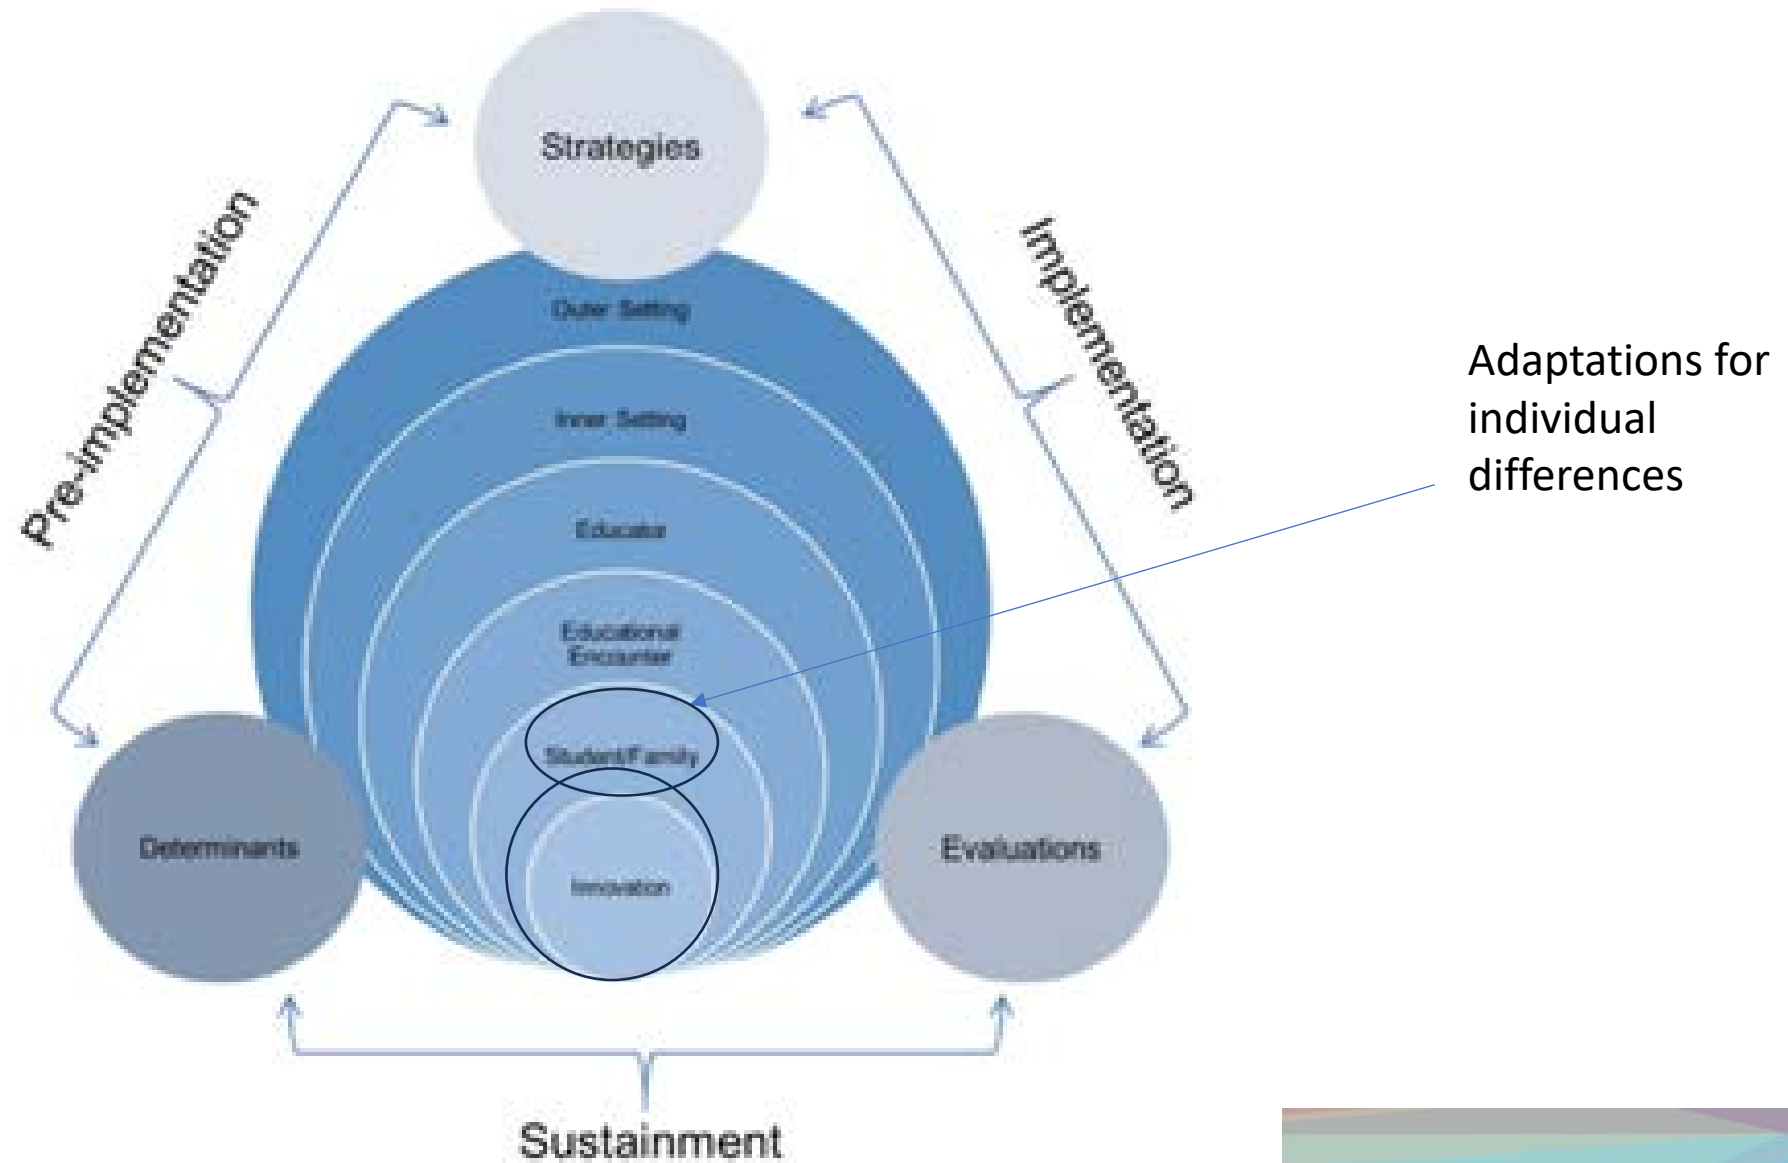 Strategies
Pre-implementation
Implementation
Outer Setting
Inner Setting
Educator
Educational
Encounter
Student/Family
Innovation
Determinants
Evaluations
Sustainment
Adaptations for
individual
differences